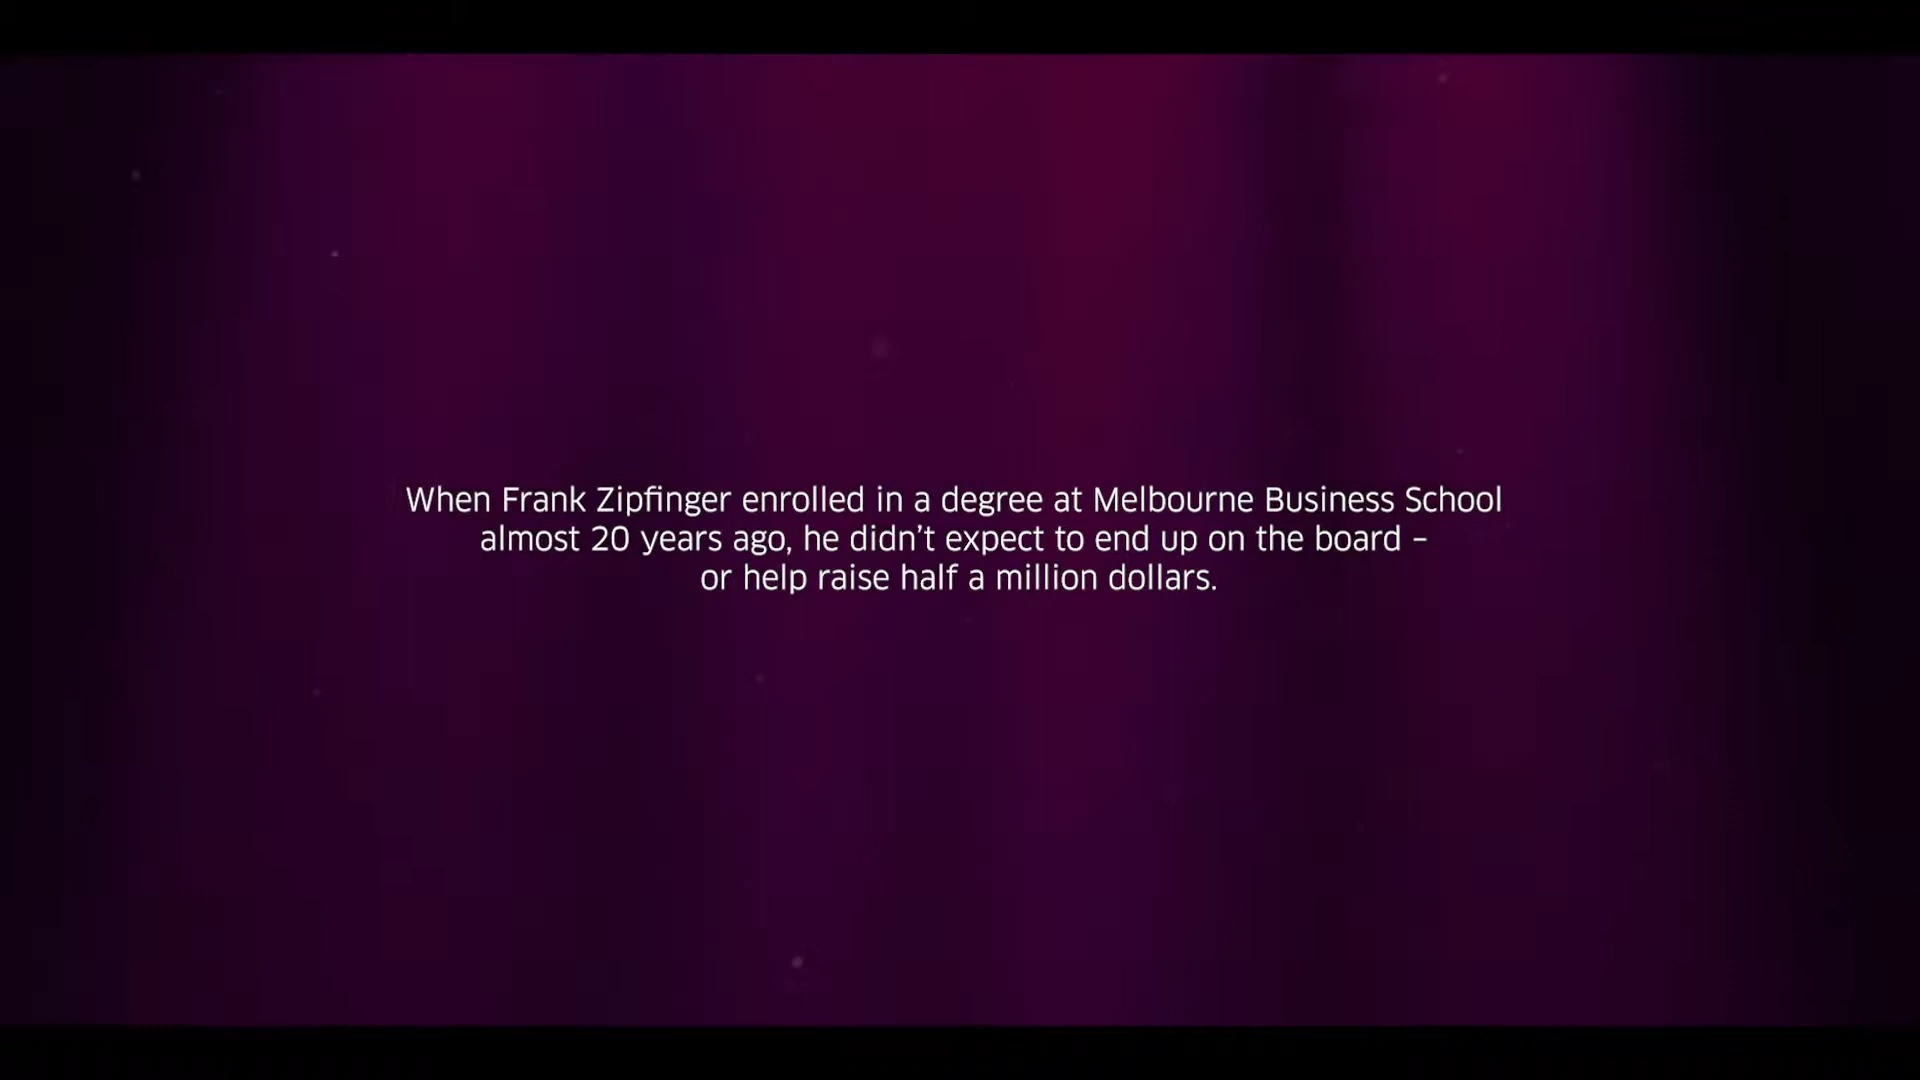 When Frank Zipfinger enrolled in a degree at Melbourne Business School
almost 20 years ago, he didn’t expect to end up on the board –
or help raise half a million dollars.